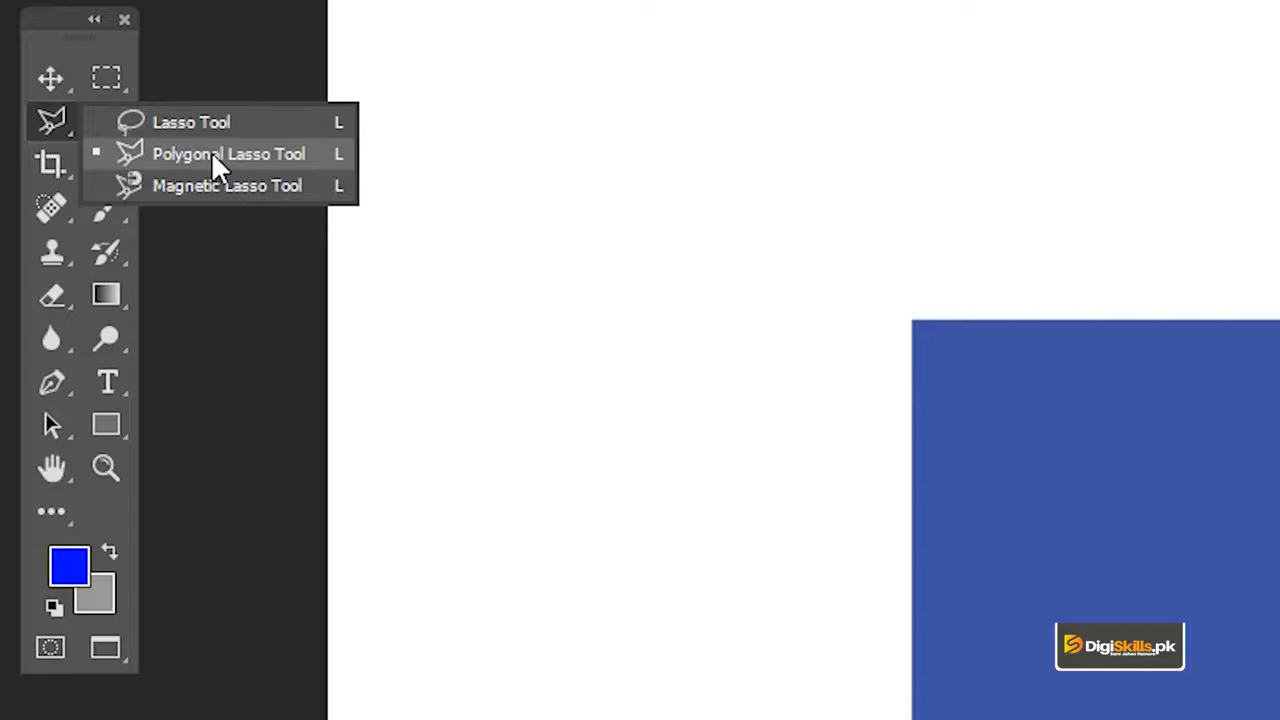 Lasso Tool L
Polygonal Lasso Tool L
Magnetic Lasso Tool L
T
DigiSkills.pk